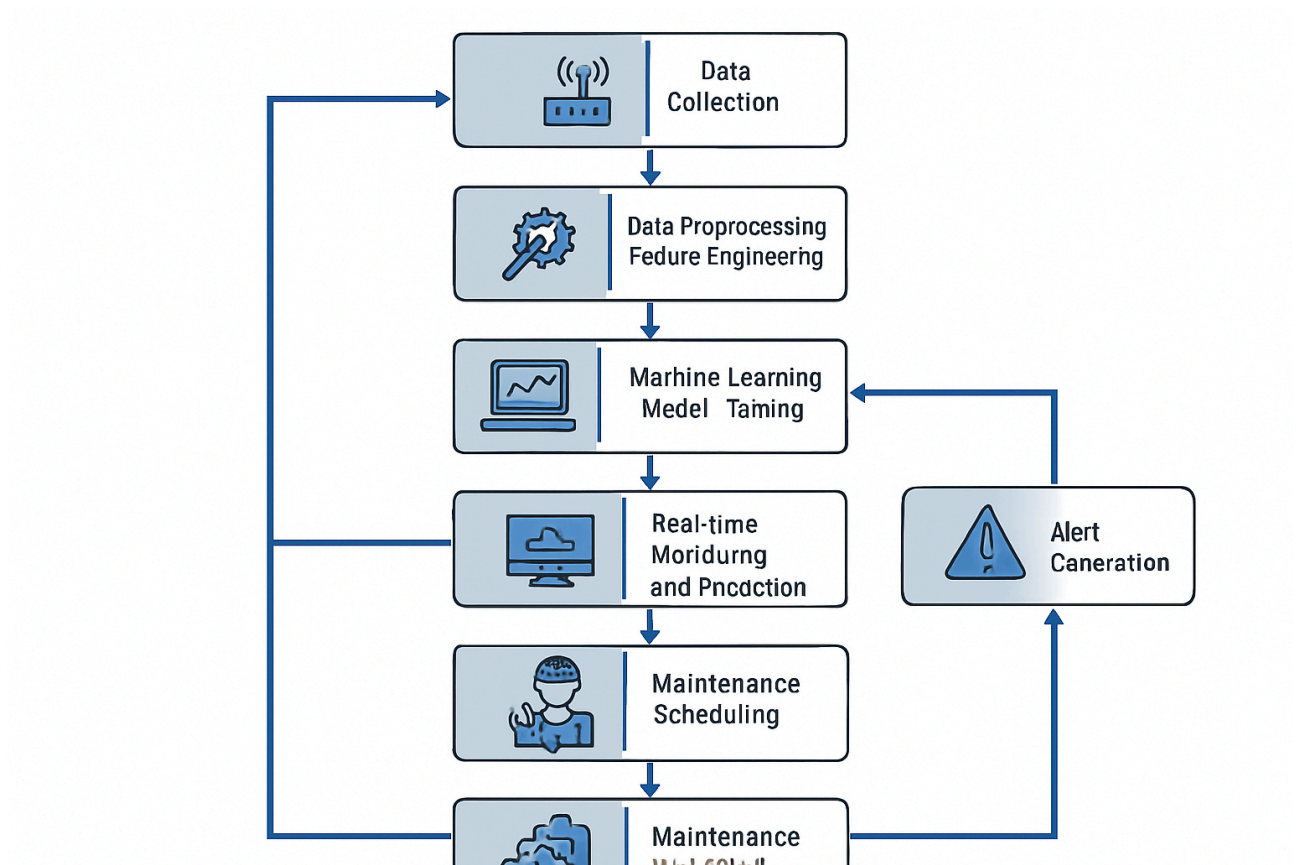 Data
Collection
Data Proprocessing
Fedure Engineerihg
Marhine Learning
Medel Taming
Real-time
Moridurng
and Pncdction
Alert
Caneration
Maintenance
Scheduling
Maintenance